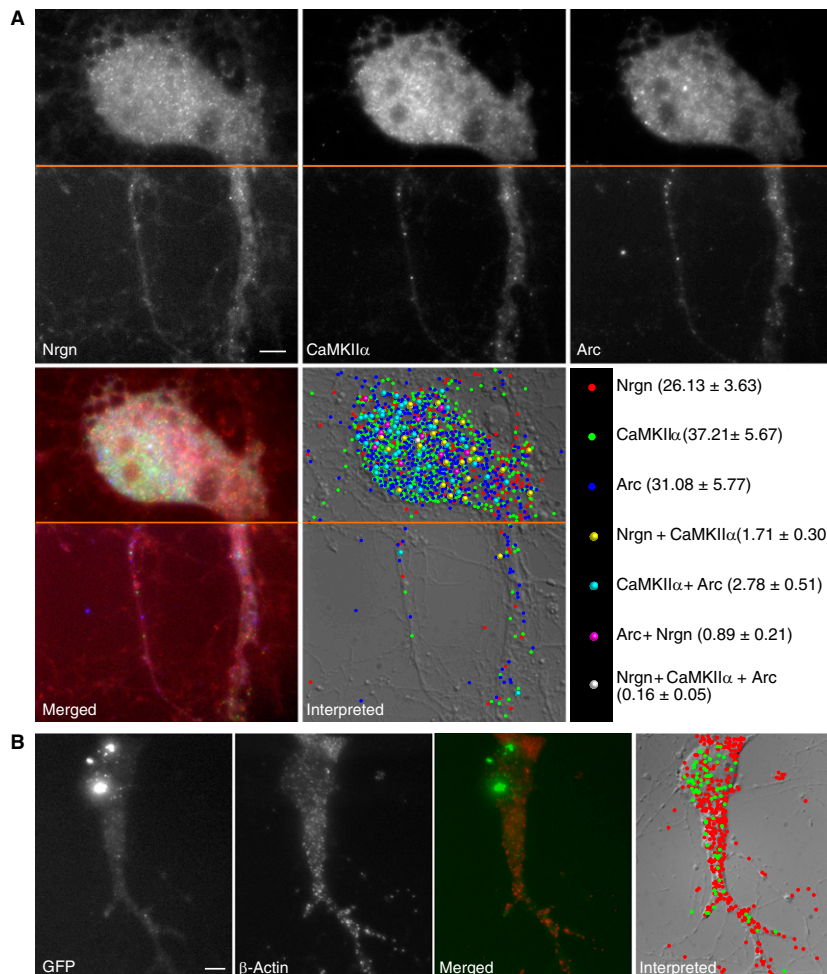 A
Nrgn
CaMKIIα
Arc
Merged
Interpreted
Nrgn (26.13 ± 3.63)
CaMKIIα(37.21± 5.67)
Arc (31.08 ± 5.77)
Nrgn + CaMKIIα(1.71 ± 0.30
CaMKIIα+ Arc (2.78 ± 0.51)
Arc+ Nrgn (0.89 ± 0.21)
Nrgn+ CaMKIIα + Arc
(0.16 ± 0.05)
B
GFP
β-Actin
Merged
Interpreted